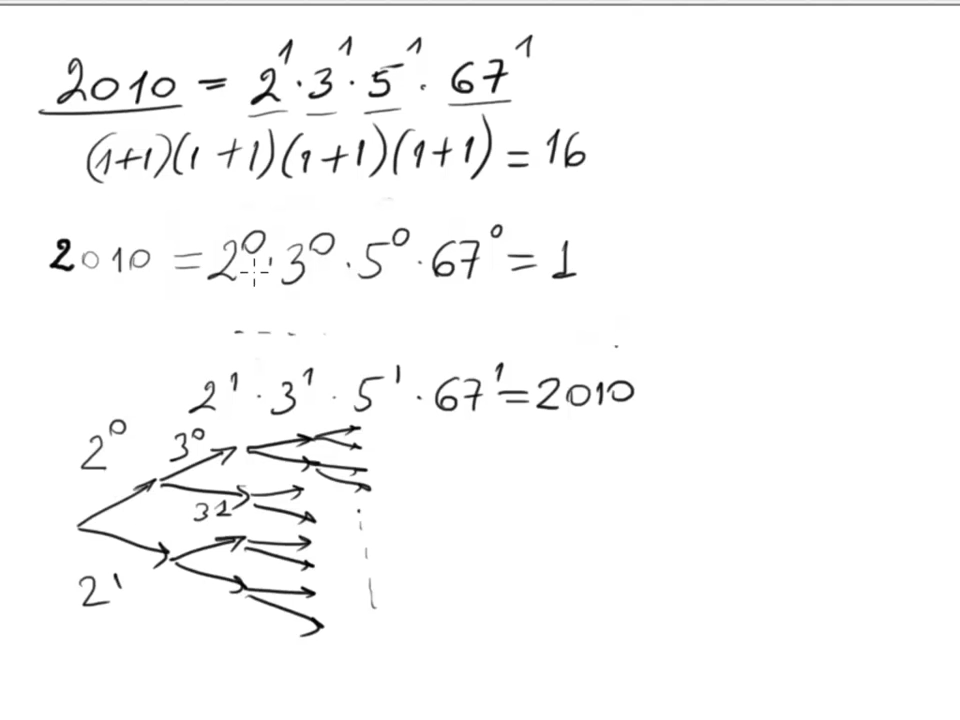 2010 = 2¹ · 3¹ · 5¹ · 67¹
(1+1)(1+1)(1+1)(1+1) = 16
2010 = 2⁰ · 3⁰ · 5⁰ · 67⁰ = 1
2¹ · 3¹ · 5¹ · 67¹ = 2010
2⁰ 3⁰
3¹
2¹